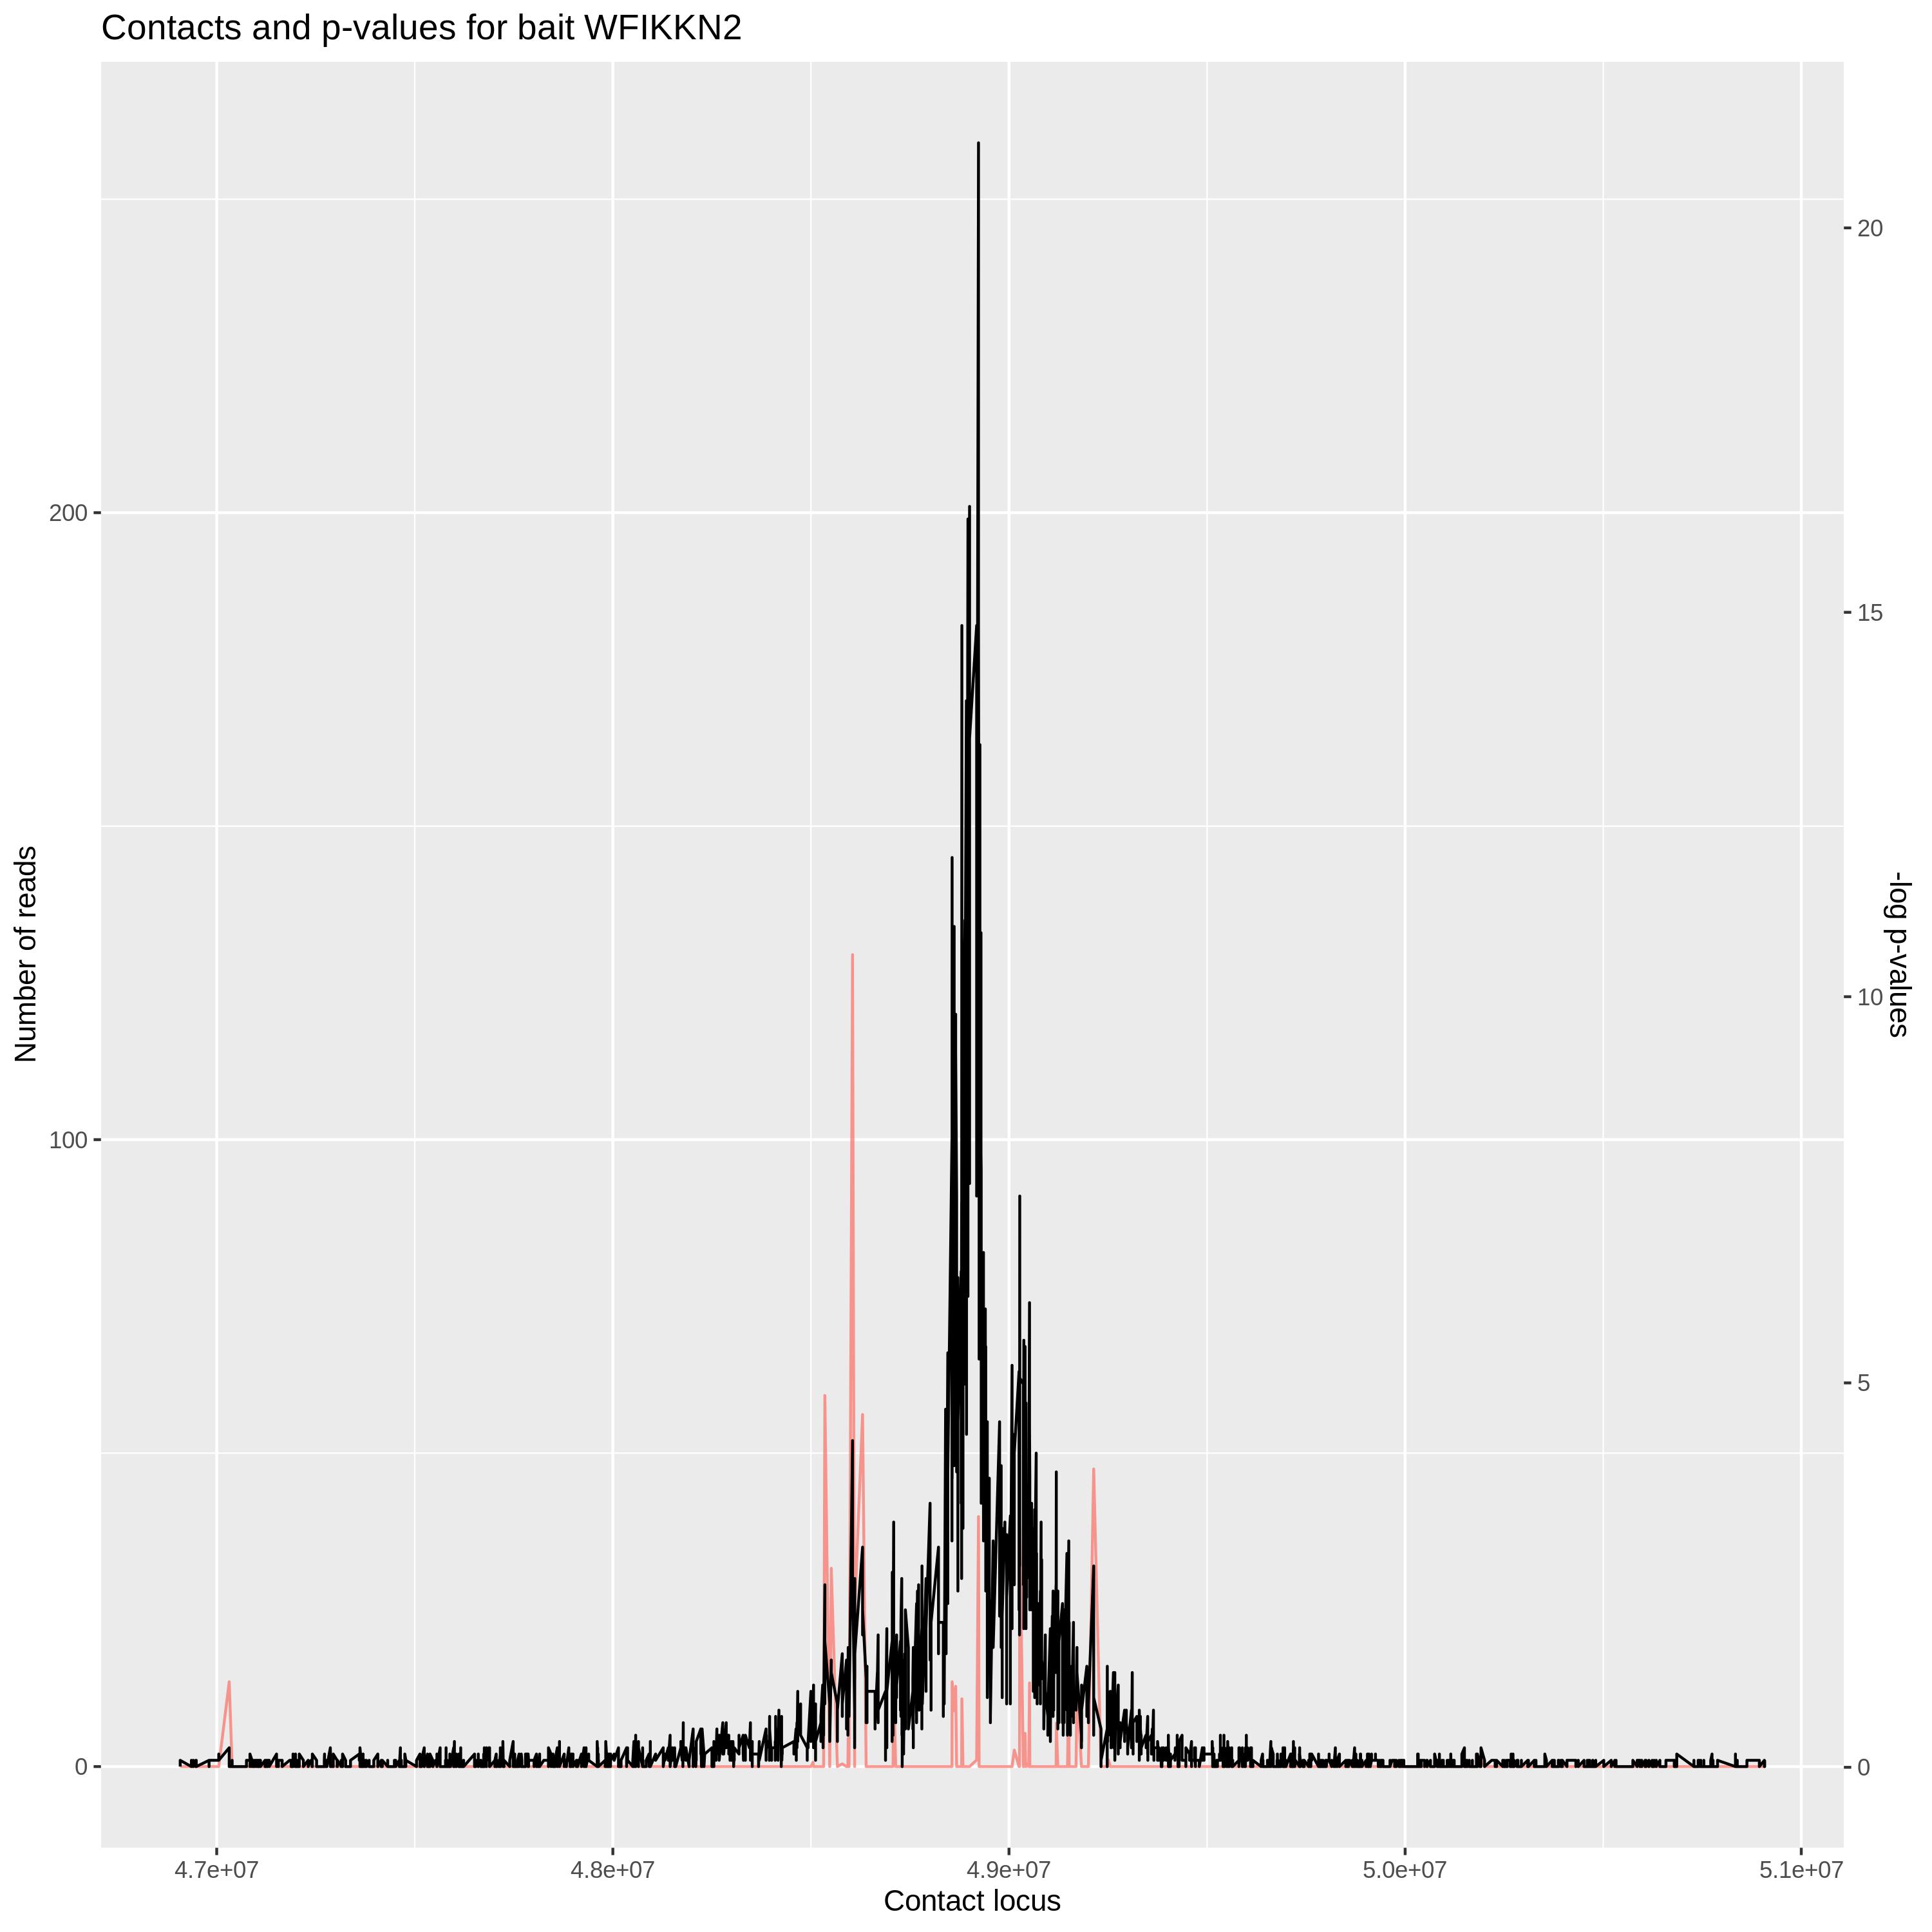 Contacts and p-values for bait WFIKKN2
Number of reads
200
100
0
20
15
10
5
0
-log p-values
4.7e+07 4.8e+07 4.9e+07 5.0e+07 5.1e+07
Contact locus